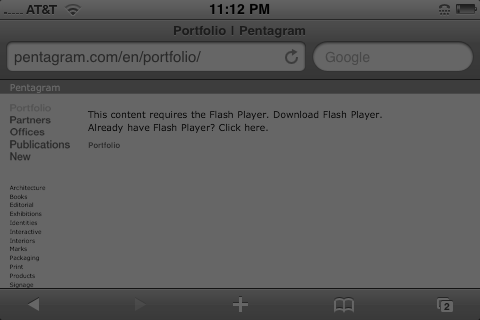 AT&T 11:12 PM
Portfolio | Pentagram
pentagram.com/en/portfolio/ Google
Pentagram
Portfolio
Partners
Offices
Publications
New
This content requires the Flash Player. Download Flash Player.
Already have Flash Player? Click here.
Portfolio
Architecture
Books
Editorial
Exhibitions
Identities
Interactive
Interiors
Marks
Packaging
Print
Products
Signage
2